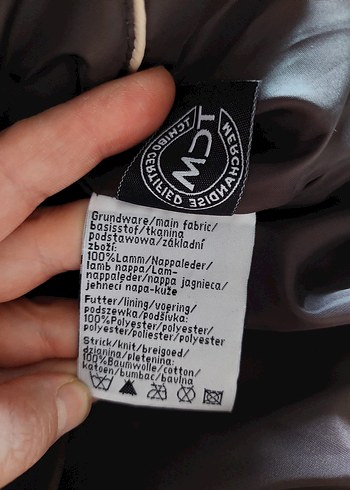 TCM
TCHIBO CERTIFIED MERCHANDISE
Grundware/main fabric/
basisstof/tkanina
podstawowa/základní
zboží:
100%Lamm/Nappaleder/
lamb nappa/Lam-
nappaleder/nappa jagnięca/
jehnecí napa-kuže
Futter/lining/voering/
podszewka/podšívka:
100%Polyester/polyester/
polyester/poliester/polyester
Strick/knit/breigoed/
dzianina/pletenina:
100%Baumwolle/cotton/
katoen/bumbac/bavlna